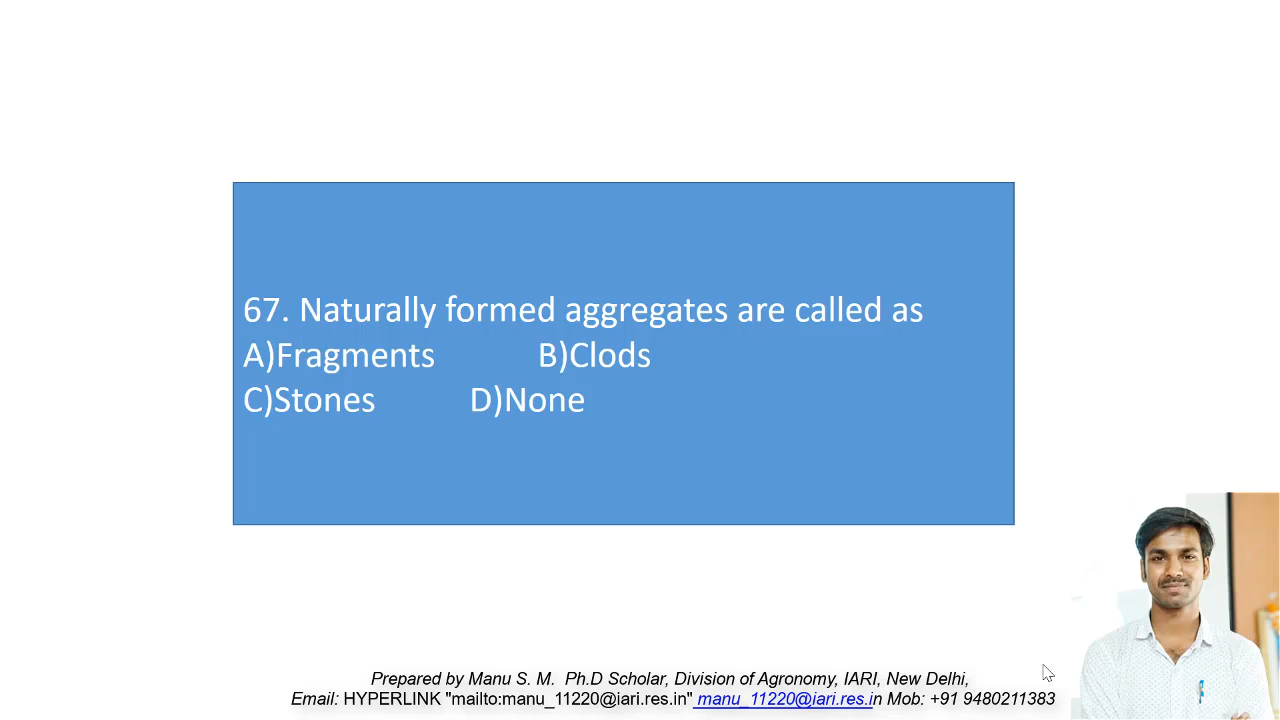 67. Naturally formed aggregates are called as
A)Fragments B)Clods
C)Stones D)None
Prepared by Manu S. M. Ph.D Scholar, Division of Agronomy, IARI, New Delhi,
Email: HYPERLINK "mailto:manu_11220@iari.res.in" manu_11220@iari.res.in Mob: +91 9480211383